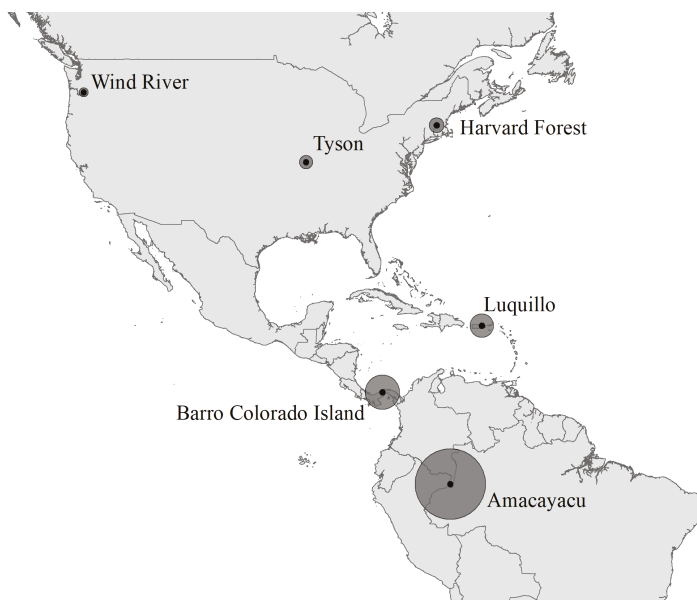 Wind River
Harvard Forest
Tyson
Luquillo
Barro Colorado Island
Amacayacu